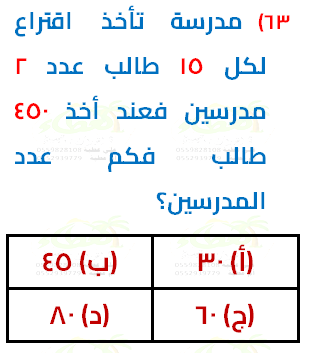 ٦٣) مدرسة تأخذ اقتراع
لكل ١٥ طالب عدد ٢
مدرسين فعند أخذ ٤٥٠
طالب فكم عدد
المدرسين؟
(أ) ٣٠ (ب) ٤٥
(ج) ٦٠ (د) ٨٠